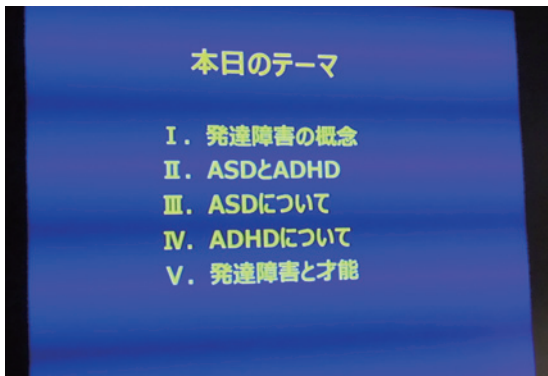 本日のテーマ
Ⅰ. 発達障害の概念
Ⅱ. ASDとADHD
Ⅲ. ASDについて
Ⅳ. ADHDについて
Ⅴ. 発達障害と才能